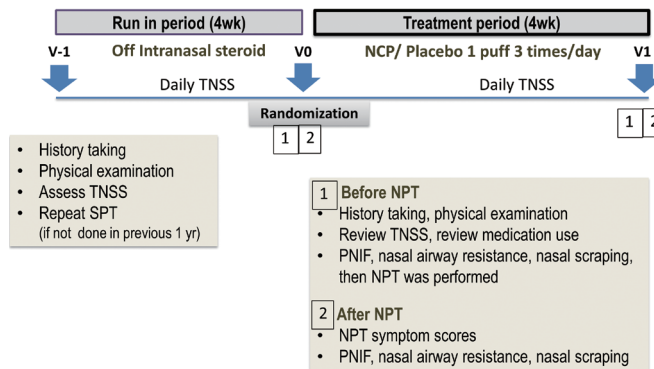 Run in period (4wk)
Treatment period (4wk)
V-1
Off Intranasal steroid
V0
NCP/ Placebo 1 puff 3 times/day
V1
Daily TNSS
Daily TNSS
Randomization
1 2
1 2
• History taking
• Physical examination
• Assess TNSS
• Repeat SPT
(if not done in previous 1 yr)
1 Before NPT
• History taking, physical examination
• Review TNSS, review medication use
• PNIF, nasal airway resistance, nasal scraping,
then NPT was performed
2 After NPT
• NPT symptom scores
• PNIF, nasal airway resistance, nasal scraping